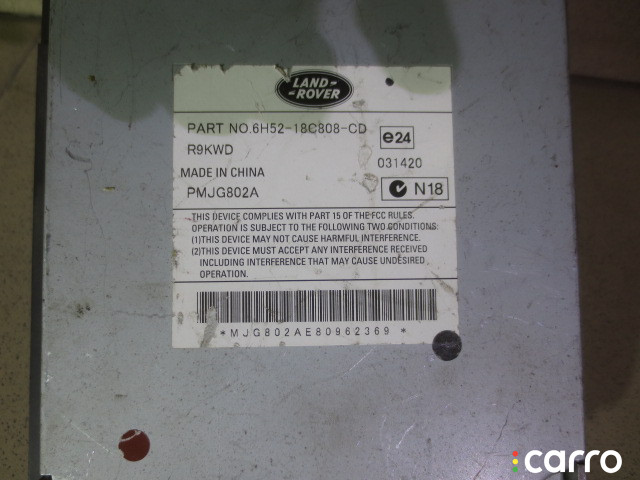 LAND-
-ROVER
PART NO.6H52-18C808-CD
e24
R9KWD
031420
MADE IN CHINA
PMJG802A
N18
THIS DEVICE COMPLIES WITH PART 15 OF THE FCC RULES.
OPERATION IS SUBJECT TO THE FOLLOWING TWO CONDITIONS:
(1)THIS DEVICE MAY NOT CAUSE HARMFUL INTERFERENCE.
(2)THIS DEVICE MUST ACCEPT ANY INTERFERENCE RECEIVED
INCLUDING INTERFERENCE THAT MAY CAUSE UNDESIRED
OPERATION.
*MJG802AE80962369*
carro